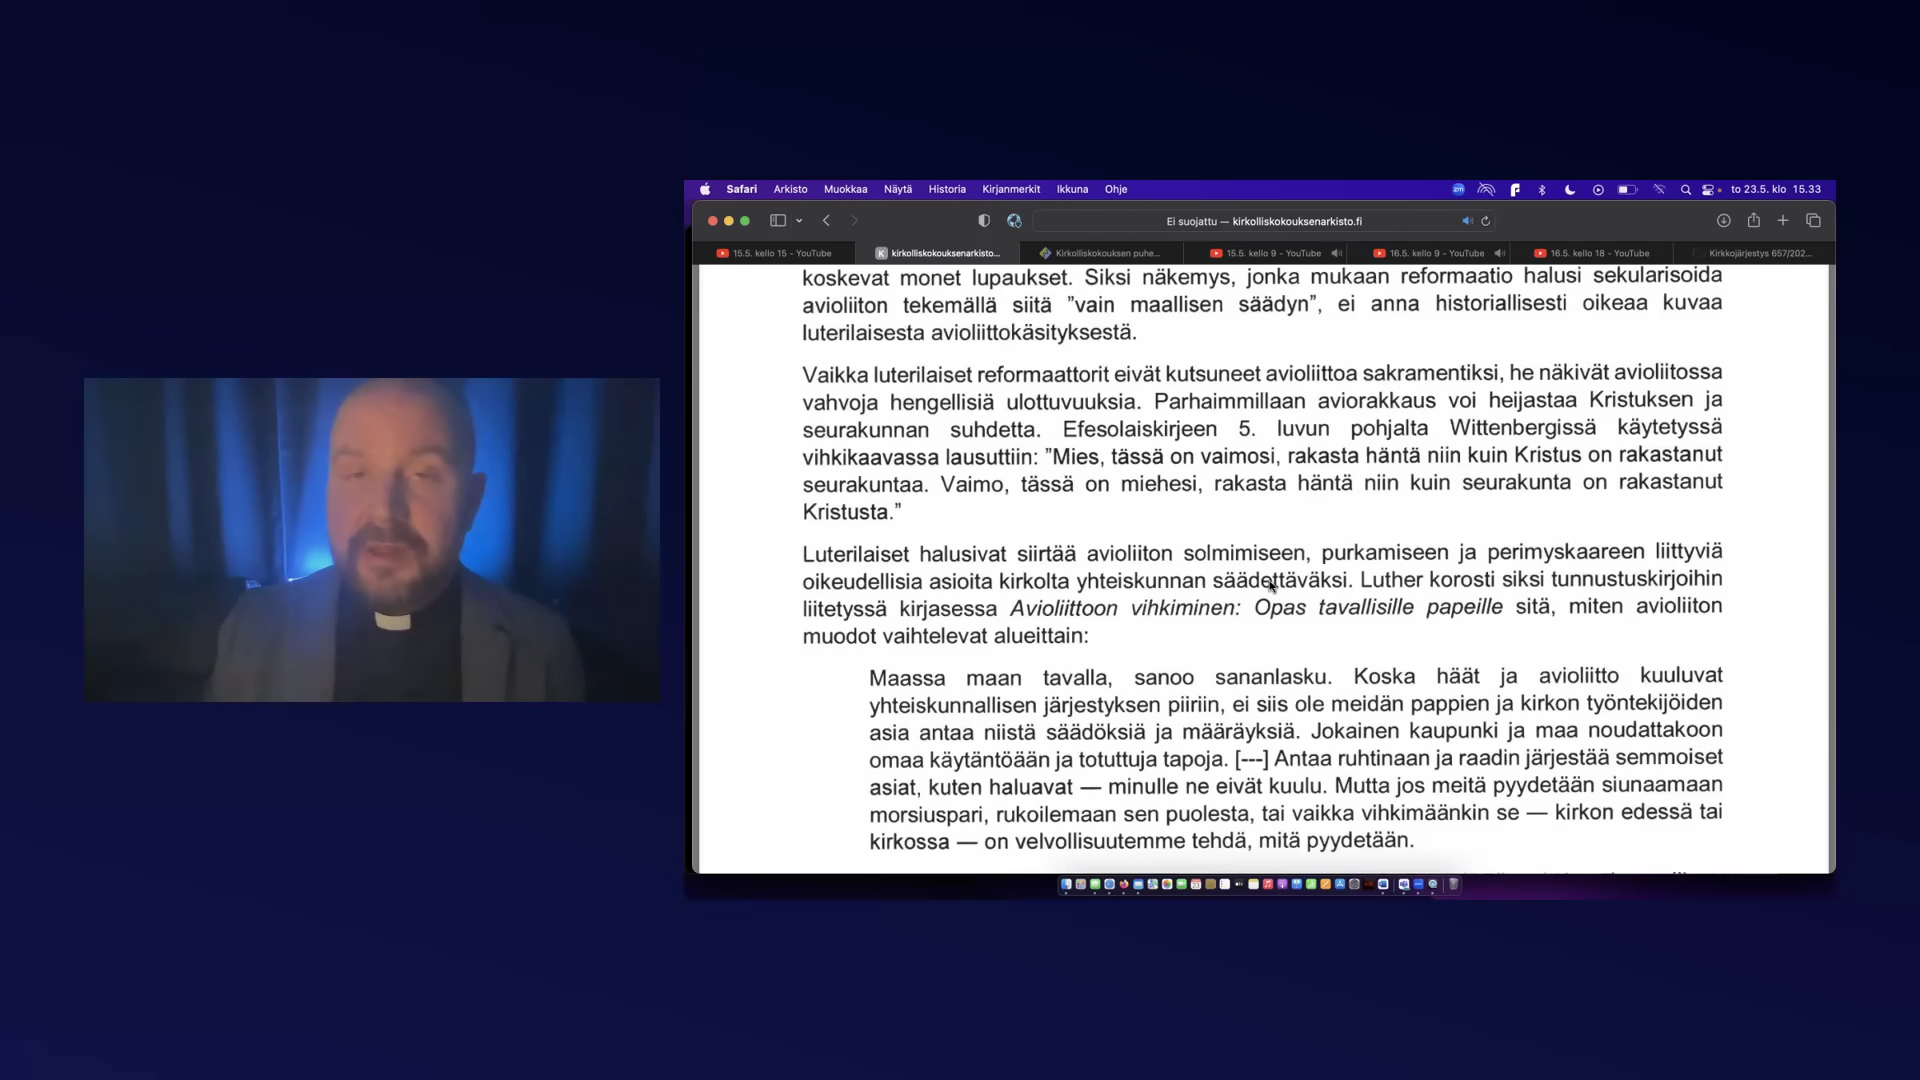 Safari Arkisto Muokkaa Näytä Historia Kirjanmerkit Ikkuna Ohje
zm
to 23.5. klo 15.33
Ei suojattu — kirkolliskokouksenarkisto.fi
15.5. kello 15 - YouTube
K kirkolliskokouksenarkisto...
Kirkolliskokouksen puhe...
15.5. kello 9 - YouTube
16.5. kello 9 - YouTube
16.5. kello 18 - YouTube
Kirkkojärjestys 657/202...
koskevat monet lupaukset. Siksi näkemys, jonka mukaan reformaatio halusi sekularisoida
avioliiton tekemällä siitä ”vain maallisen säädyn”, ei anna historiallisesti oikeaa kuvaa
luterilaisesta avioliittokäsityksestä.
Vaikka luterilaiset reformaattorit eivät kutsuneet avioliittoa sakramentiksi, he näkivät avioliitossa
vahvoja hengellisiä ulottuvuuksia. Parhaimmillaan aviorakkaus voi heijastaa Kristuksen ja
seurakunnan suhdetta. Efesolaiskirjeen 5. luvun pohjalta Wittenbergissä käytetyssä
vihkikaavassa lausuttiin: ”Mies, tässä on vaimosi, rakasta häntä niin kuin Kristus on rakastanut
seurakuntaa. Vaimo, tässä on miehesi, rakasta häntä niin kuin seurakunta on rakastanut
Kristusta.”
Luterilaiset halusivat siirtää avioliiton solmimiseen, purkamiseen ja perimyskaareen liittyviä
oikeudellisia asioita kirkolta yhteiskunnan säädettäväksi. Luther korosti siksi tunnustuskirjoihin
liitetyssä kirjasessa Avioliittoon vihkiminen: Opas tavallisille papeille sitä, miten avioliiton
muodot vaihtelevat alueittain:
Maassa maan tavalla, sanoo sananlasku. Koska häät ja avioliitto kuuluvat
yhteiskunnallisen järjestyksen piiriin, ei siis ole meidän pappien ja kirkon työntekijöiden
asia antaa niistä säädöksiä ja määräyksiä. Jokainen kaupunki ja maa noudattakoon
omaa käytäntöään ja totuttuja tapoja. [---] Antaa ruhtinaan ja raadin järjestää semmoiset
asiat, kuten haluavat — minulle ne eivät kuulu. Mutta jos meitä pyydetään siunaamaan
morsiuspari, rukoilemaan sen puolesta, tai vaikka vihkimäänkin se — kirkon edessä tai
kirkossa — on velvollisuutemme tehdä, mitä pyydetään.